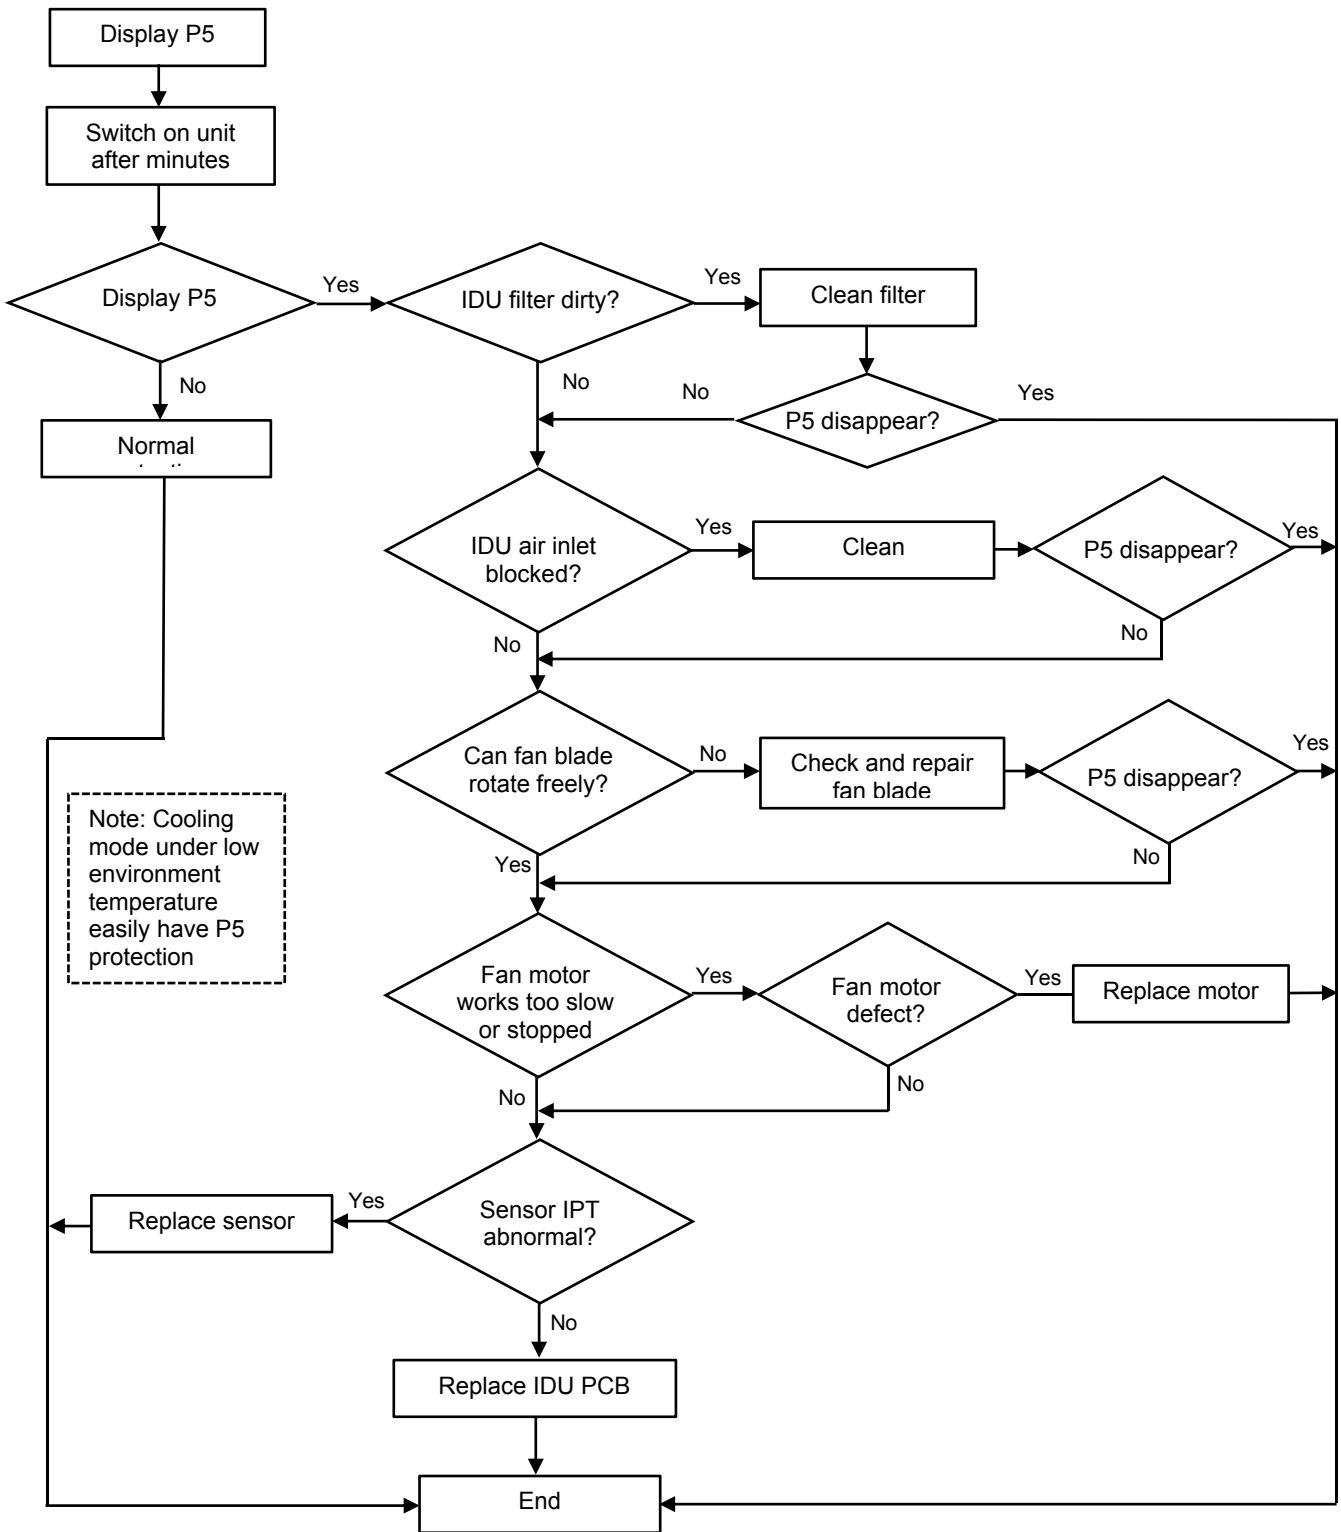 Display P5
Switch on unit
after minutes
Display P5
Yes
IDU filter dirty?
Yes
Clean filter
No
No
No
P5 disappear?
Yes
Normal
IDU air inlet
blocked?
Yes
Clean
P5 disappear?
Yes
No
No
Can fan blade
rotate freely?
No
Check and repair
fan blade
P5 disappear?
Yes
Yes
No
Note: Cooling
mode under low
environment
temperature
easily have P5
protection
Fan motor
works too slow
or stopped
Yes
Fan motor
defect?
Yes
Replace motor
No
No
Replace sensor
Yes
Sensor IPT
abnormal?
No
Replace IDU PCB
End